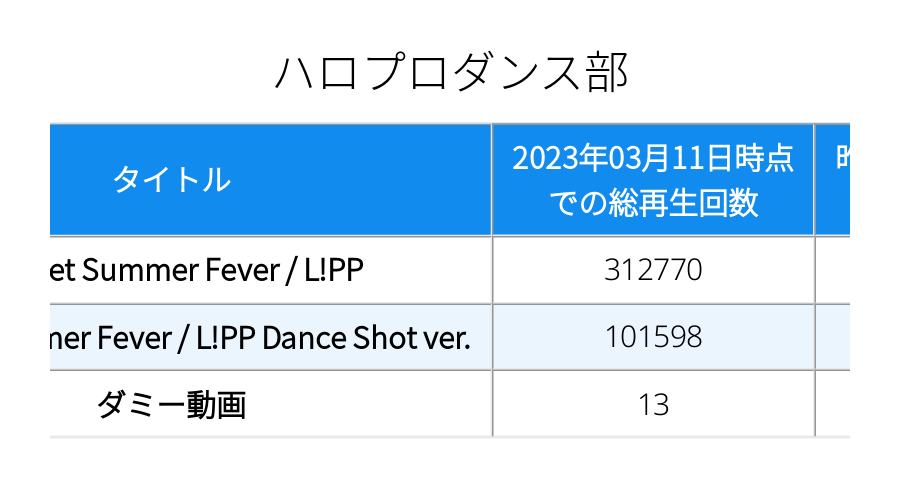 ハロプロダンス部
タイトル
2023年03月11日時点
での総再生回数
et Summer Fever / L!PP
312770
mer Fever / L!PP Dance Shot ver.
101598
ダミー動画
13